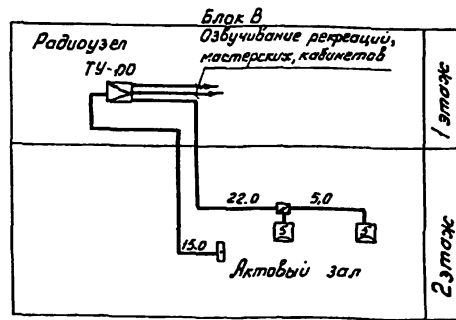 Блок В
Радиоузел
Озвучивание рекреаций,
мастерских, кабинетов
ТУ-100
1 этаж
22.0
5,0
5
5
15.0
Актовый зал
2 этаж